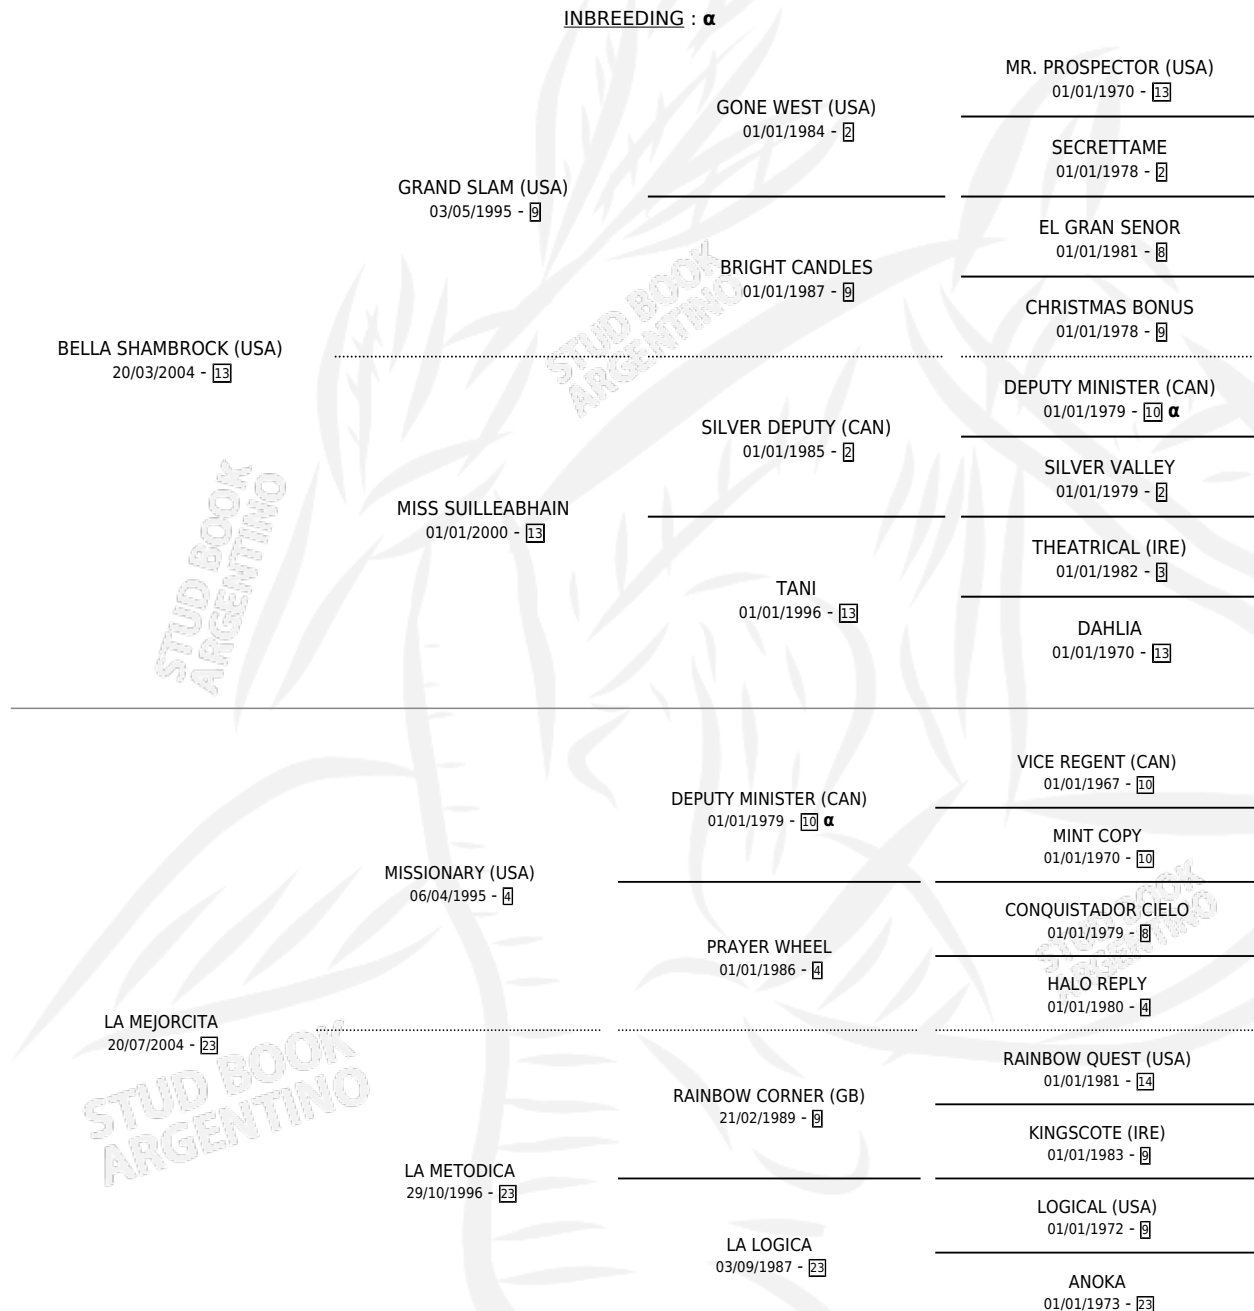 INBREEDING : α
MR. PROSPECTOR (USA)
01/01/1970 - 13
GONE WEST (USA)
01/01/1984 - 2
SECRETTAME
01/01/1978 - 2
GRAND SLAM (USA)
03/05/1995 - 9
EL GRAN SENOR
01/01/1981 - 8
BRIGHT CANDLES
01/01/1987 - 9
CHRISTMAS BONUS
01/01/1978 - 9
BELLA SHAMBROCK (USA)
20/03/2004 - 13
DEPUTY MINISTER (CAN)
01/01/1979 - 10 α
SILVER DEPUTY (CAN)
01/01/1985 - 2
SILVER VALLEY
01/01/1979 - 2
MISS SUILLEABHAIN
01/01/2000 - 13
THEATRICAL (IRE)
01/01/1982 - 3
TANI
01/01/1996 - 13
DAHLIA
01/01/1970 - 13
VICE REGENT (CAN)
01/01/1967 - 10
DEPUTY MINISTER (CAN)
01/01/1979 - 10 α
MINT COPY
01/01/1970 - 10
MISSIONARY (USA)
06/04/1995 - 4
CONQUISTADOR CIELO
01/01/1979 - 8
PRAYER WHEEL
01/01/1986 - 4
HALO REPLY
01/01/1980 - 4
LA MEJORCITA
20/07/2004 - 23
RAINBOW QUEST (USA)
01/01/1981 - 14
RAINBOW CORNER (GB)
21/02/1989 - 9
KINGSCOTE (IRE)
01/01/1983 - 9
LA METODICA
29/10/1996 - 23
LOGICAL (USA)
01/01/1972 - 9
LA LOGICA
03/09/1987 - 23
ANOKA
01/01/1973 - 23
STUD BOOK
ARGENTINO
STUD BOOK
ARGENTINO
STUD BOOK
ARGENTINO
STUD BOOK
ARGENTINO